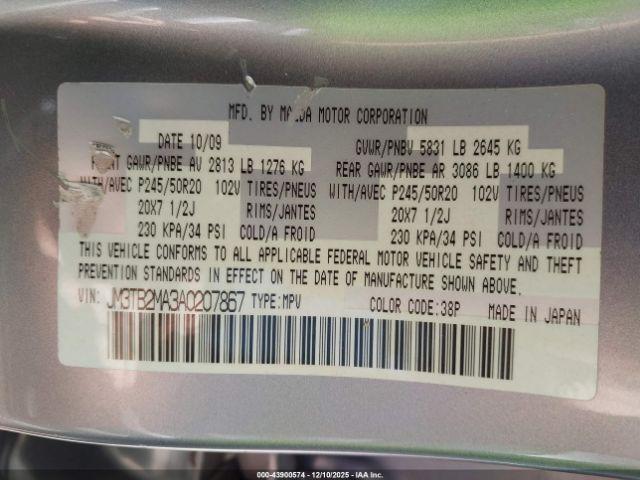 MFD. BY MAZDA MOTOR CORPORATION
DATE 10/09 GVWR/PNBV 5831 LB 2645 KG
FRONT GAWR/PNBE AV 2813 LB 1276 KG REAR GAWR/PNBE AR 3086 LB 1400 KG
WITH/AVEC P245/50R20 102V TIRES/PNEUS WITH/AVEC P245/50R20 102V TIRES/PNEUS
20X7 1/2J RIMS/JANTES 20X7 1/2J RIMS/JANTES
230 KPA/34 PSI COLD/A FROID 230 KPA/34 PSI COLD/A FROID
THIS VEHICLE CONFORMS TO ALL APPLICABLE FEDERAL MOTOR VEHICLE SAFETY AND THEFT
PREVENTION STANDARDS IN EFFECT ON THE DATE OF MANUFACTURE SHOWN ABOVE.
VIN: JM3TB2MA3A0207867 TYPE:MPV COLOR CODE:38P MADE IN JAPAN
000-43900574 - 12/10/2025 - IAA Inc.